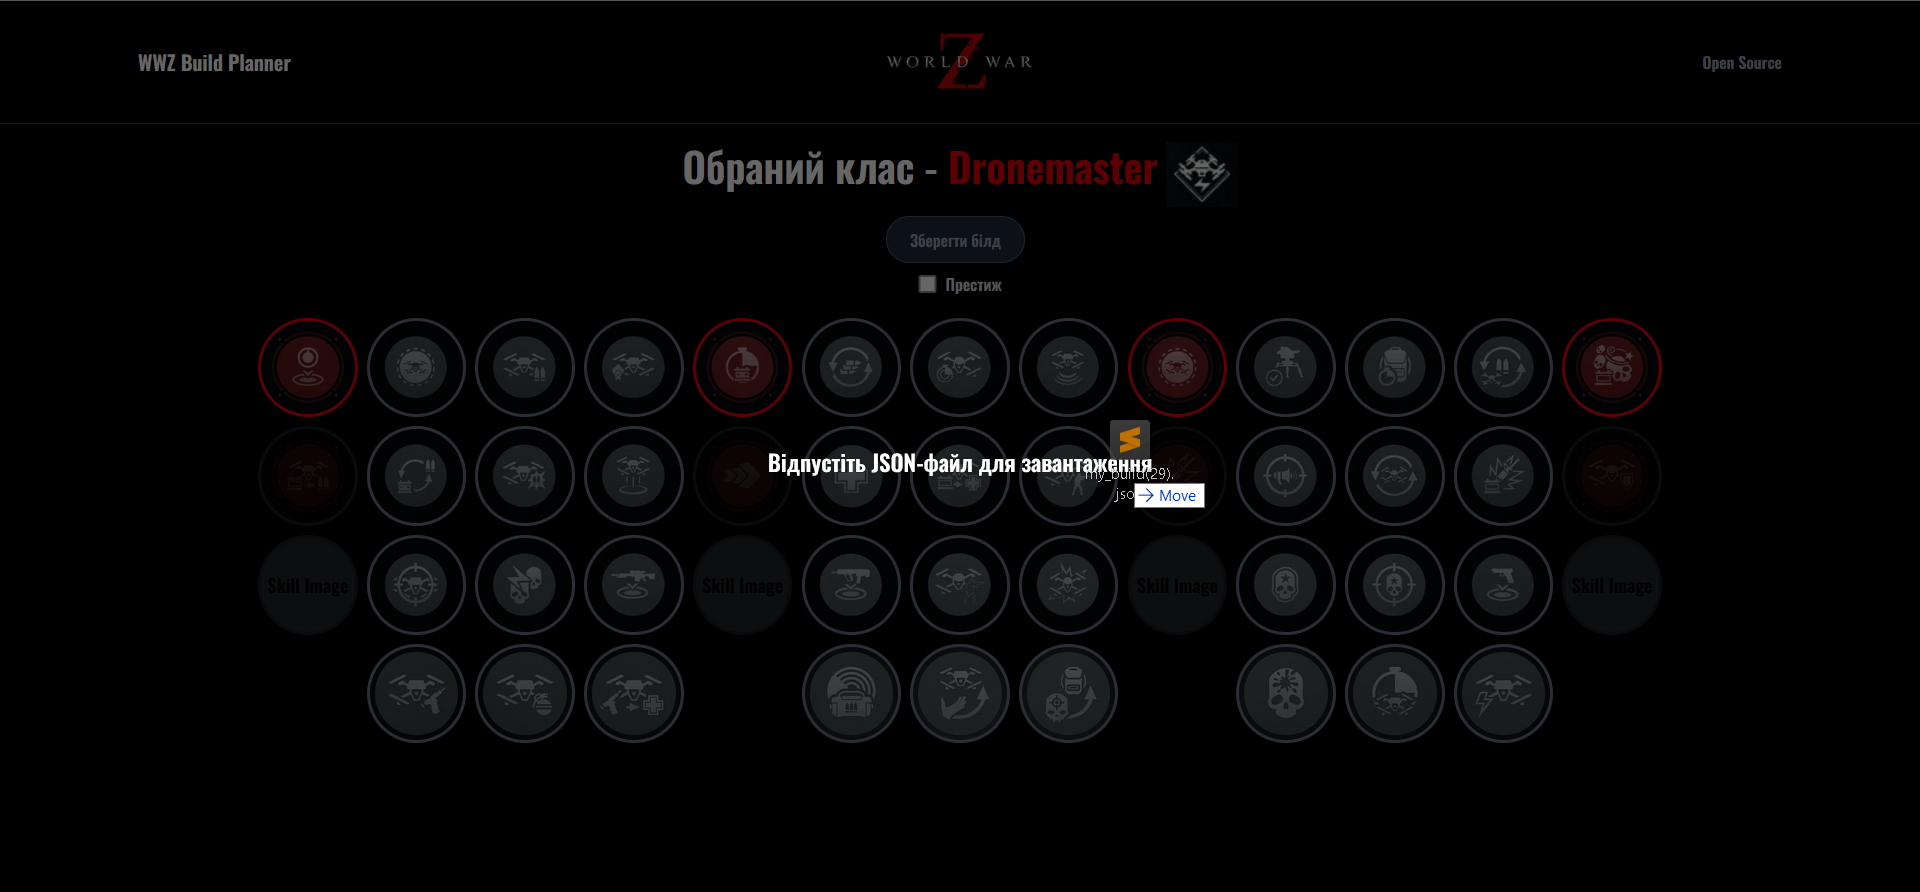 WWZ Build Planner
WORLD WAR Z
Open Source
Обраний клас - Dronemaster
Зберегти білд
Престиж
Відпустіть JSON-файл для завантаження
my_build(29).
jso
Move
Skill Image
Skill Image
Skill Image
Skill Image